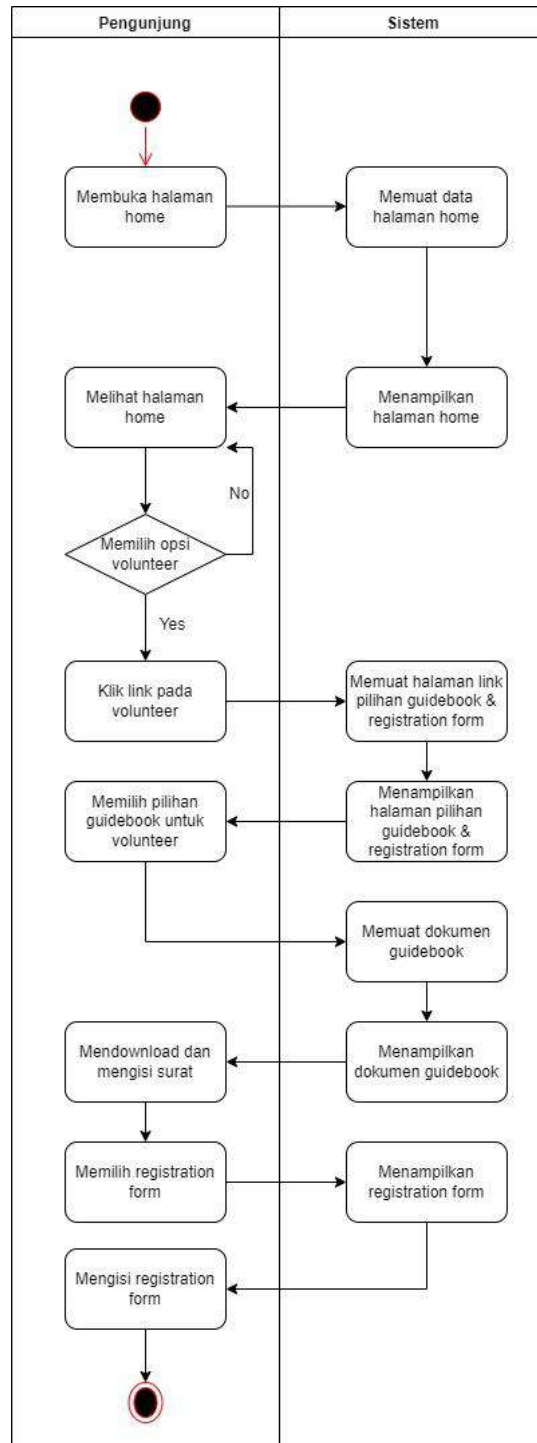 Pengunjung
Sistem
Membuka halaman
home
Memuat data
halaman home
Melihat halaman
home
Menampilkan
halaman home
No
Memilih opsi
volunteer
Yes
Klik link pada
volunteer
Memuat halaman link
pilihan guidebook &
registration form
Memilih pilihan
guidebook untuk
volunteer
Menampilkan
halaman pilihan
guidebook &
registration form
Memuat dokumen
guidebook
Mendownload dan
mengisi surat
Menampilkan
dokumen guidebook
Memilih registration
form
Menampilkan
registration form
Mengisi registration
form